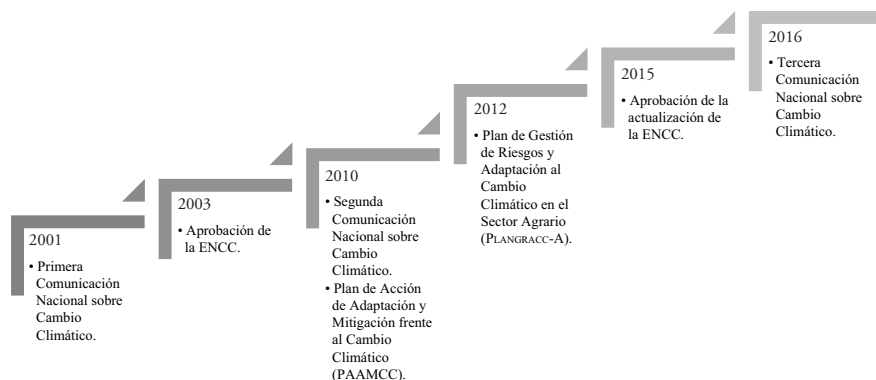 2001
• Primera
Comunicación
Nacional sobre
Cambio
Climático.
2003
• Aprobación de
la ENCC.
2010
• Segunda
Comunicación
Nacional sobre
Cambio
Climático.
• Plan de Acción
de Adaptación y
Mitigación frente
al Cambio
Climático
(PAAMCC).
2012
• Plan de Gestión
de Riesgos y
Adaptación al
Cambio
Climático en el
Sector Agrario
(PLANGRACC-A).
2015
• Aprobación de la
actualización de
la ENCC.
2016
• Tercera
Comunicación
Nacional sobre
Cambio
Climático.